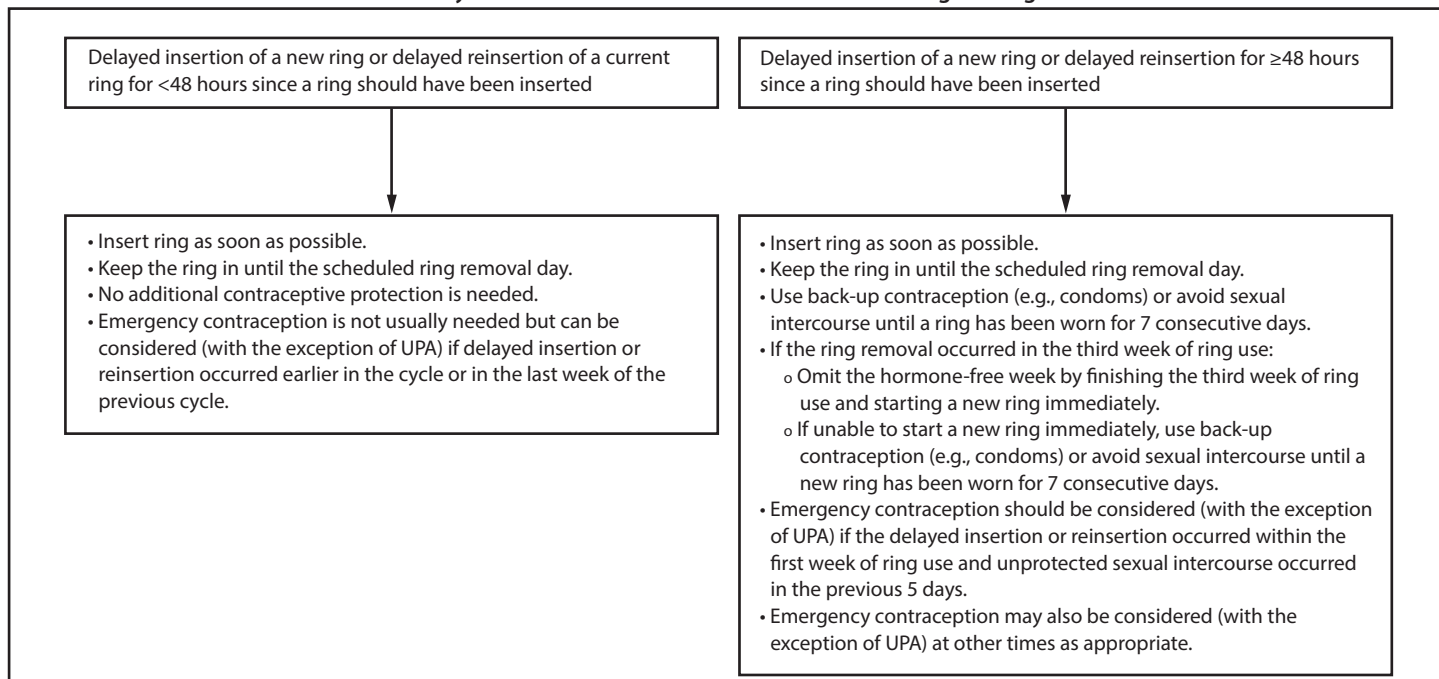 Delayed insertion of a new ring or delayed reinsertion of a current
ring for <48 hours since a ring should have been inserted
Delayed insertion of a new ring or delayed reinsertion for ≥48 hours
since a ring should have been inserted
• Insert ring as soon as possible.
• Keep the ring in until the scheduled ring removal day.
• No additional contraceptive protection is needed.
• Emergency contraception is not usually needed but can be
considered (with the exception of UPA) if delayed insertion or
reinsertion occurred earlier in the cycle or in the last week of the
previous cycle.
• Insert ring as soon as possible.
• Keep the ring in until the scheduled ring removal day.
• Use back-up contraception (e.g., condoms) or avoid sexual
intercourse until a ring has been worn for 7 consecutive days.
• If the ring removal occurred in the third week of ring use:
o Omit the hormone-free week by finishing the third week of ring
use and starting a new ring immediately.
o If unable to start a new ring immediately, use back-up
contraception (e.g., condoms) or avoid sexual intercourse until a
new ring has been worn for 7 consecutive days.
• Emergency contraception should be considered (with the exception
of UPA) if the delayed insertion or reinsertion occurred within the
first week of ring use and unprotected sexual intercourse occurred
in the previous 5 days.
• Emergency contraception may also be considered (with the
exception of UPA) at other times as appropriate.